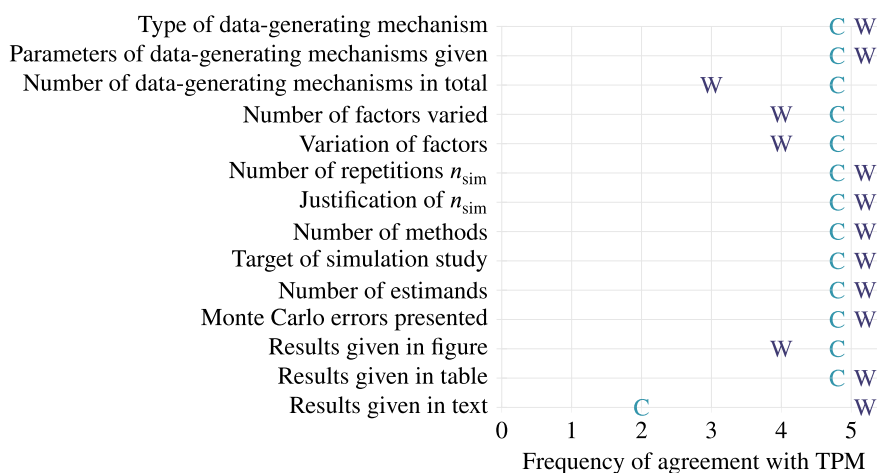 Type of data-generating mechanism C W
Parameters of data-generating mechanisms given C W
Number of data-generating mechanisms in total W C
Number of factors varied W C
Variation of factors W C
Number of repetitions nsim C W
Justification of nsim C W
Number of methods C W
Target of simulation study C W
Number of estimands C W
Monte Carlo errors presented C W
Results given in figure W C
Results given in table C W
Results given in text C W
0 1 2 3 4 5
Frequency of agreement with TPM